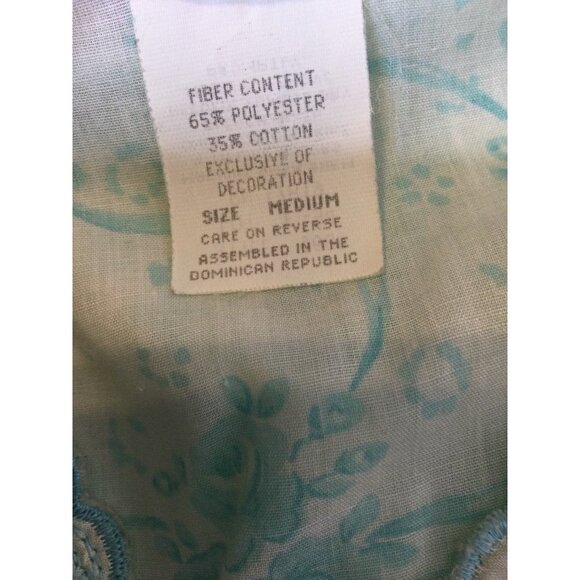 FIBER CONTENT
65% POLYESTER
35% COTTON
EXCLUSIVE OF
DECORATION
SIZE MEDIUM
CARE ON REVERSE
ASSEMBLED IN THE
DOMINICAN REPUBLIC